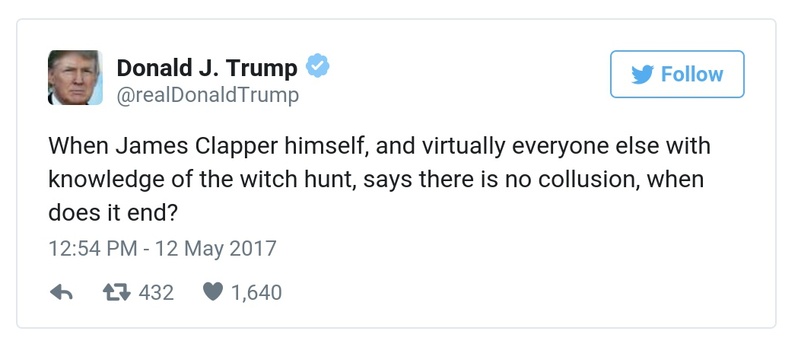 Donald J. Trump
@realDonaldTrump
Follow
When James Clapper himself, and virtually everyone else with
knowledge of the witch hunt, says there is no collusion, when
does it end?
12:54 PM - 12 May 2017
432 1,640